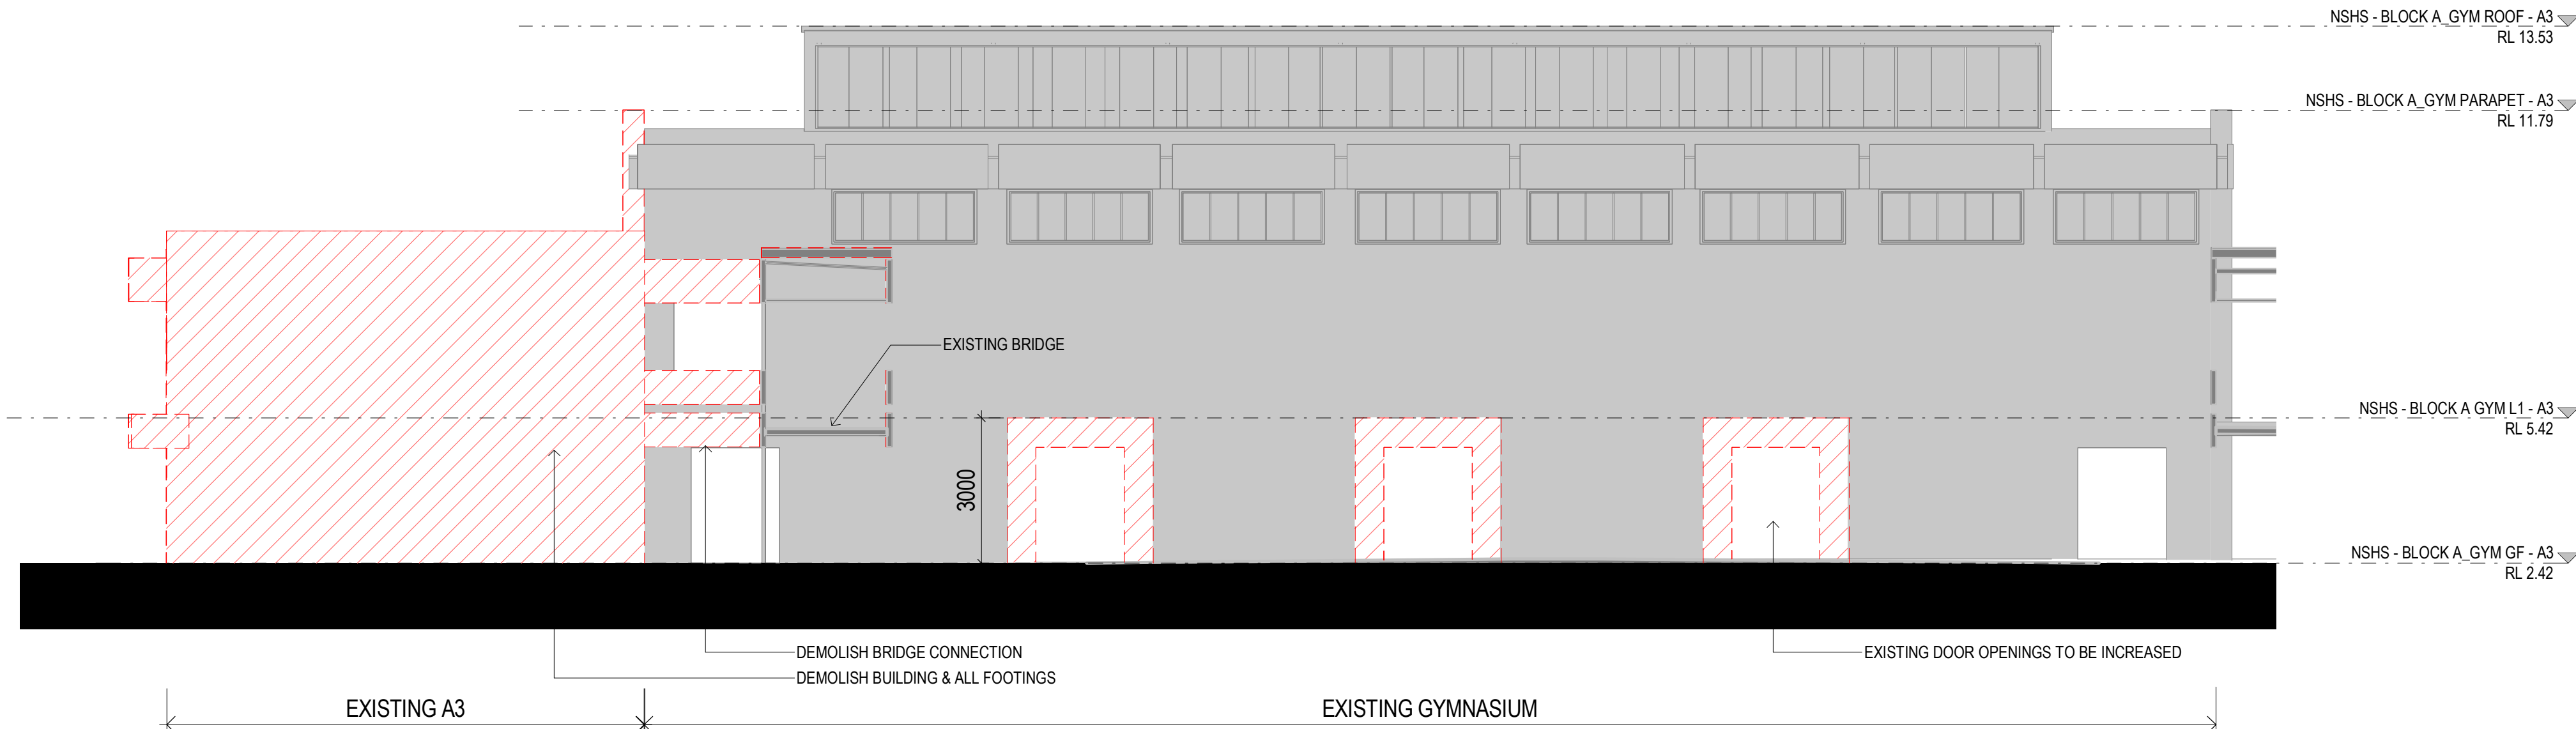 NSHS - BLOCK A_GYM ROOF - A3
RL 13.53
NSHS - BLOCK A_GYM PARAPET - A3
RL 11.79
EXISTING BRIDGE
NSHS - BLOCK A GYM L1 - A3
RL 5.42
3000
NSHS - BLOCK A_GYM GF - A3
RL 2.42
DEMOLISH BRIDGE CONNECTION
EXISTING DOOR OPENINGS TO BE INCREASED
DEMOLISH BUILDING & ALL FOOTINGS
EXISTING A3
EXISTING GYMNASIUM